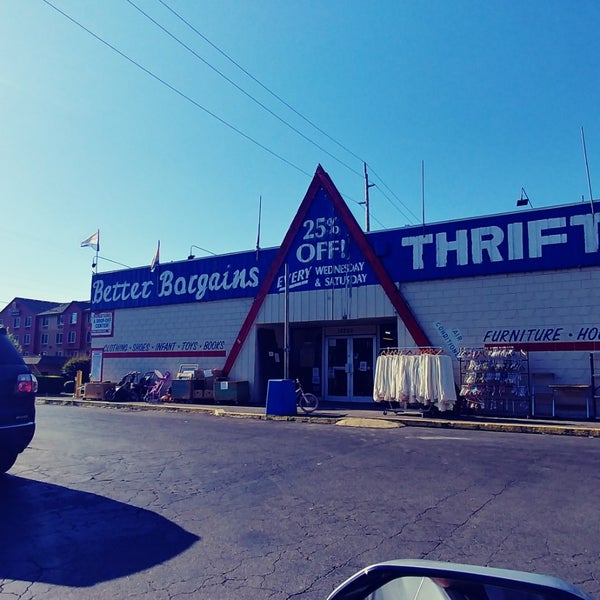 Better Bargains
25%
OFF!
EVERY WEDNESDAY
& SATURDAY
THRIFT
CLOTHING • SHOES • INFANT • TOYS • BOOKS
AIR
CONDITIONED
FURNITURE • HO